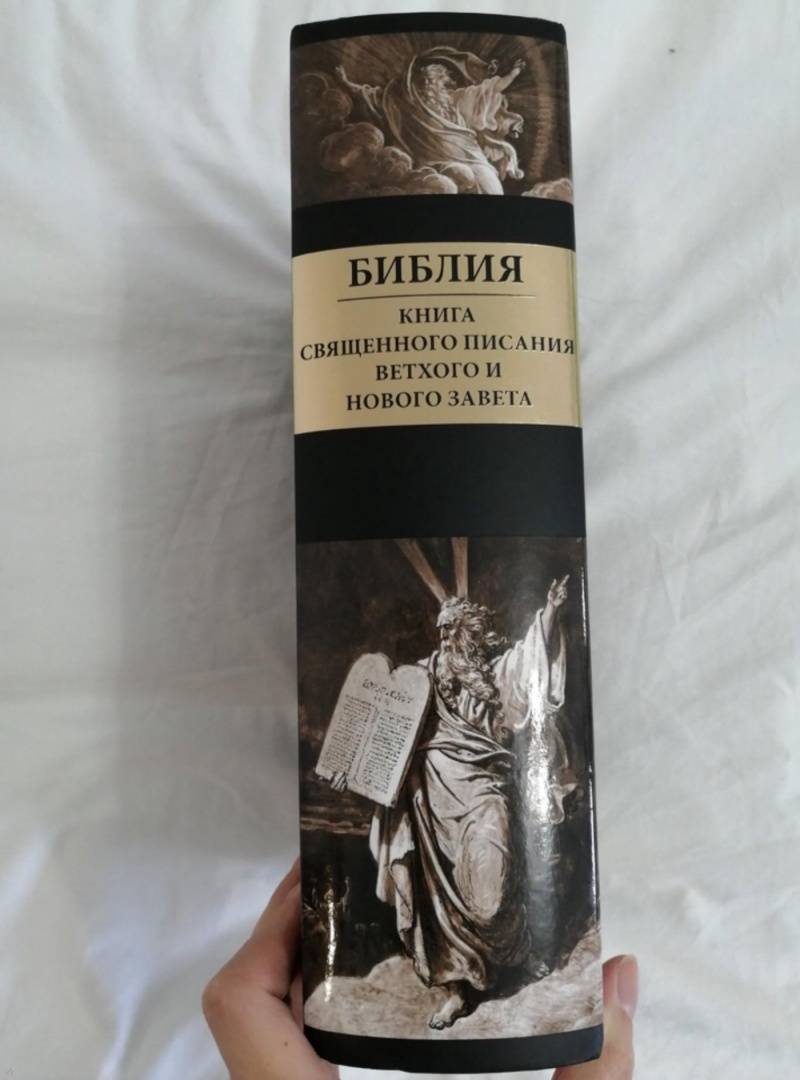 БИБЛИЯ
КНИГА
СВЯЩЕННОГО ПИСАНИЯ
ВЕТХОГО И
НОВОГО ЗАВЕТА